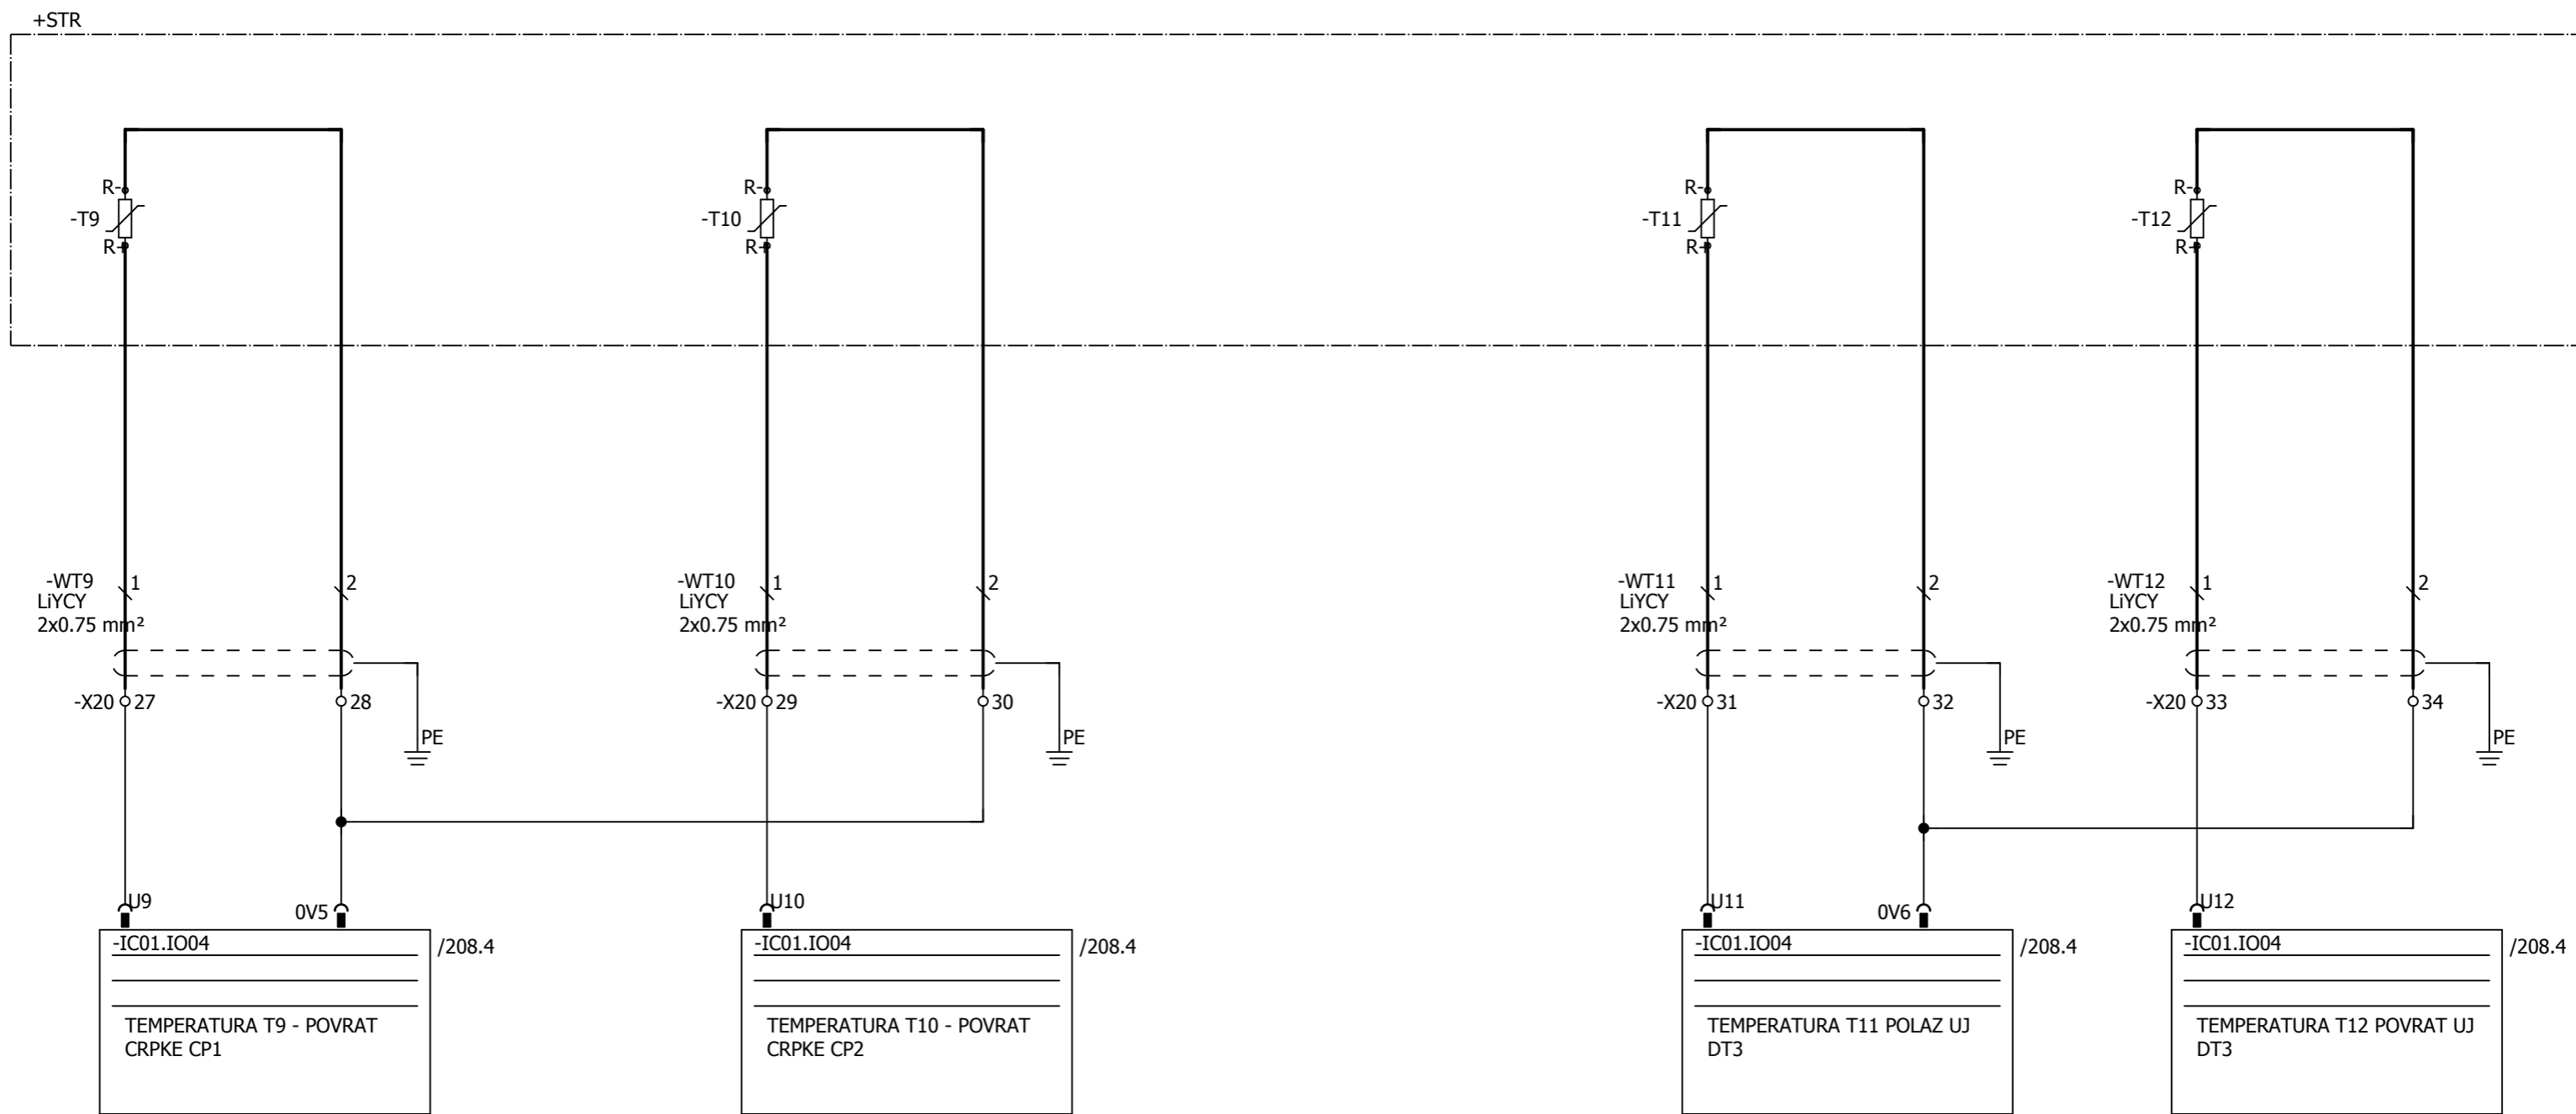 +STR
R-
-T9
R+
R-
-T10
R+
R-
-T11
R+
R-
-T12
R+
-WT9
LiYCY
2x0.75 mm²
1
2
-WT10
LiYCY
2x0.75 mm²
1
2
-WT11
LiYCY
2x0.75 mm²
1
2
-WT12
LiYCY
2x0.75 mm²
1
2
-X20 27
28
-X20 29
30
-X20 31
32
-X20 33
34
PE
PE
PE
PE
U9
0V5
U10
U11
0V6
U12
-IC01.IO04
/208.4
TEMPERATURA T9 - POVRAT
CRPKE CP1
-IC01.IO04
/208.4
TEMPERATURA T10 - POVRAT
CRPKE CP2
-IC01.IO04
/208.4
TEMPERATURA T11 POLAZ UJ
DT3
-IC01.IO04
/208.4
TEMPERATURA T12 POVRAT UJ
DT3